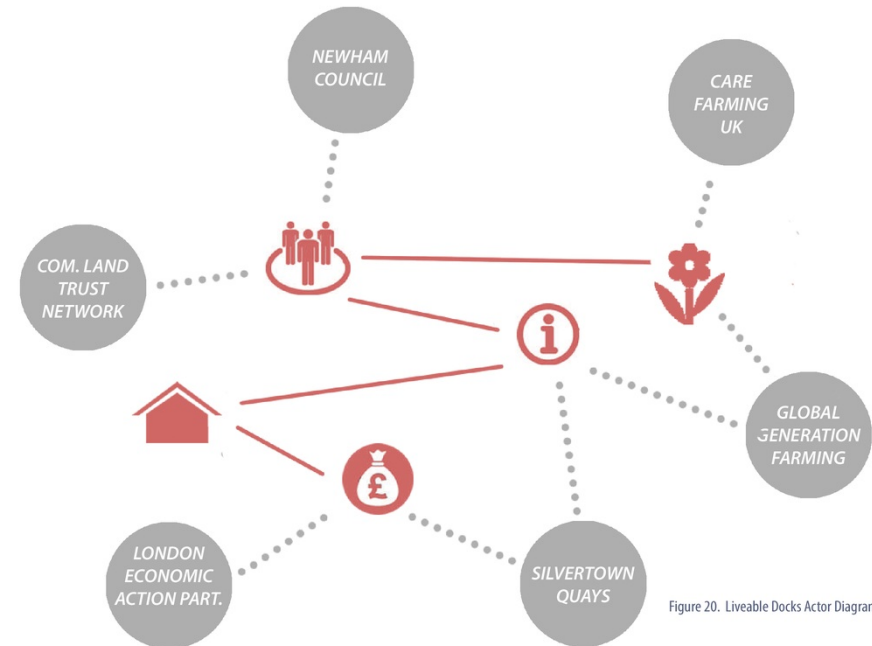 NEWHAM
COUNCIL
CARE
FARMING
UK
COM. LAND
TRUST
NETWORK
i
GLOBAL
GENERATION
FARMING
£
LONDON
ECONOMIC
ACTION PART.
SILVERTOWN
QUAYS
Figure 20. Liveable Docks Actor Diagrar